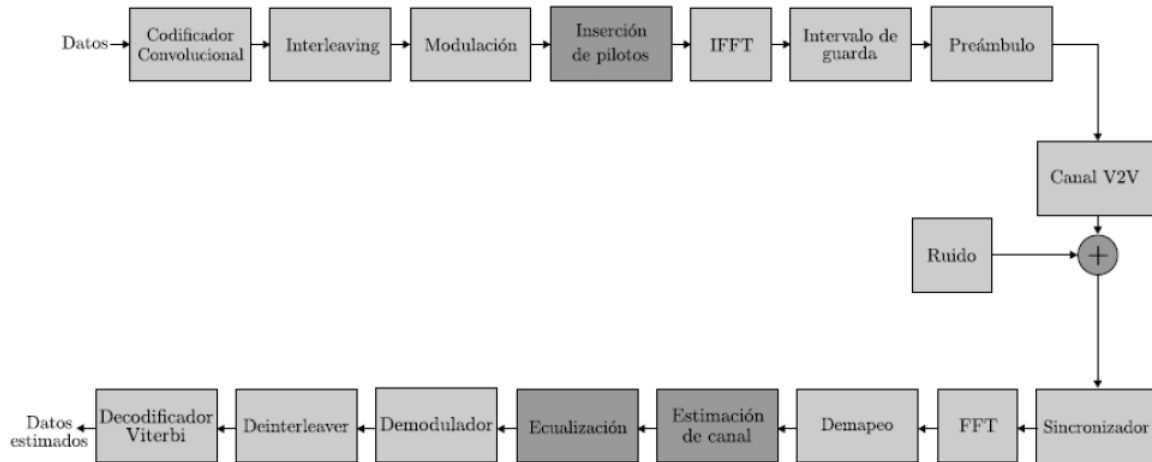 Datos
Codificador
Convolucional
Interleaving
Modulación
Inserción
de pilotos
IFFT
Intervalo de
guarda
Preámbulo
Canal V2V
Ruido
+
Datos
estimados
Decodificador
Viterbi
Deinterleaver
Demodulador
Ecualización
Estimación
de canal
Demapeo
FFT
Sincronizador